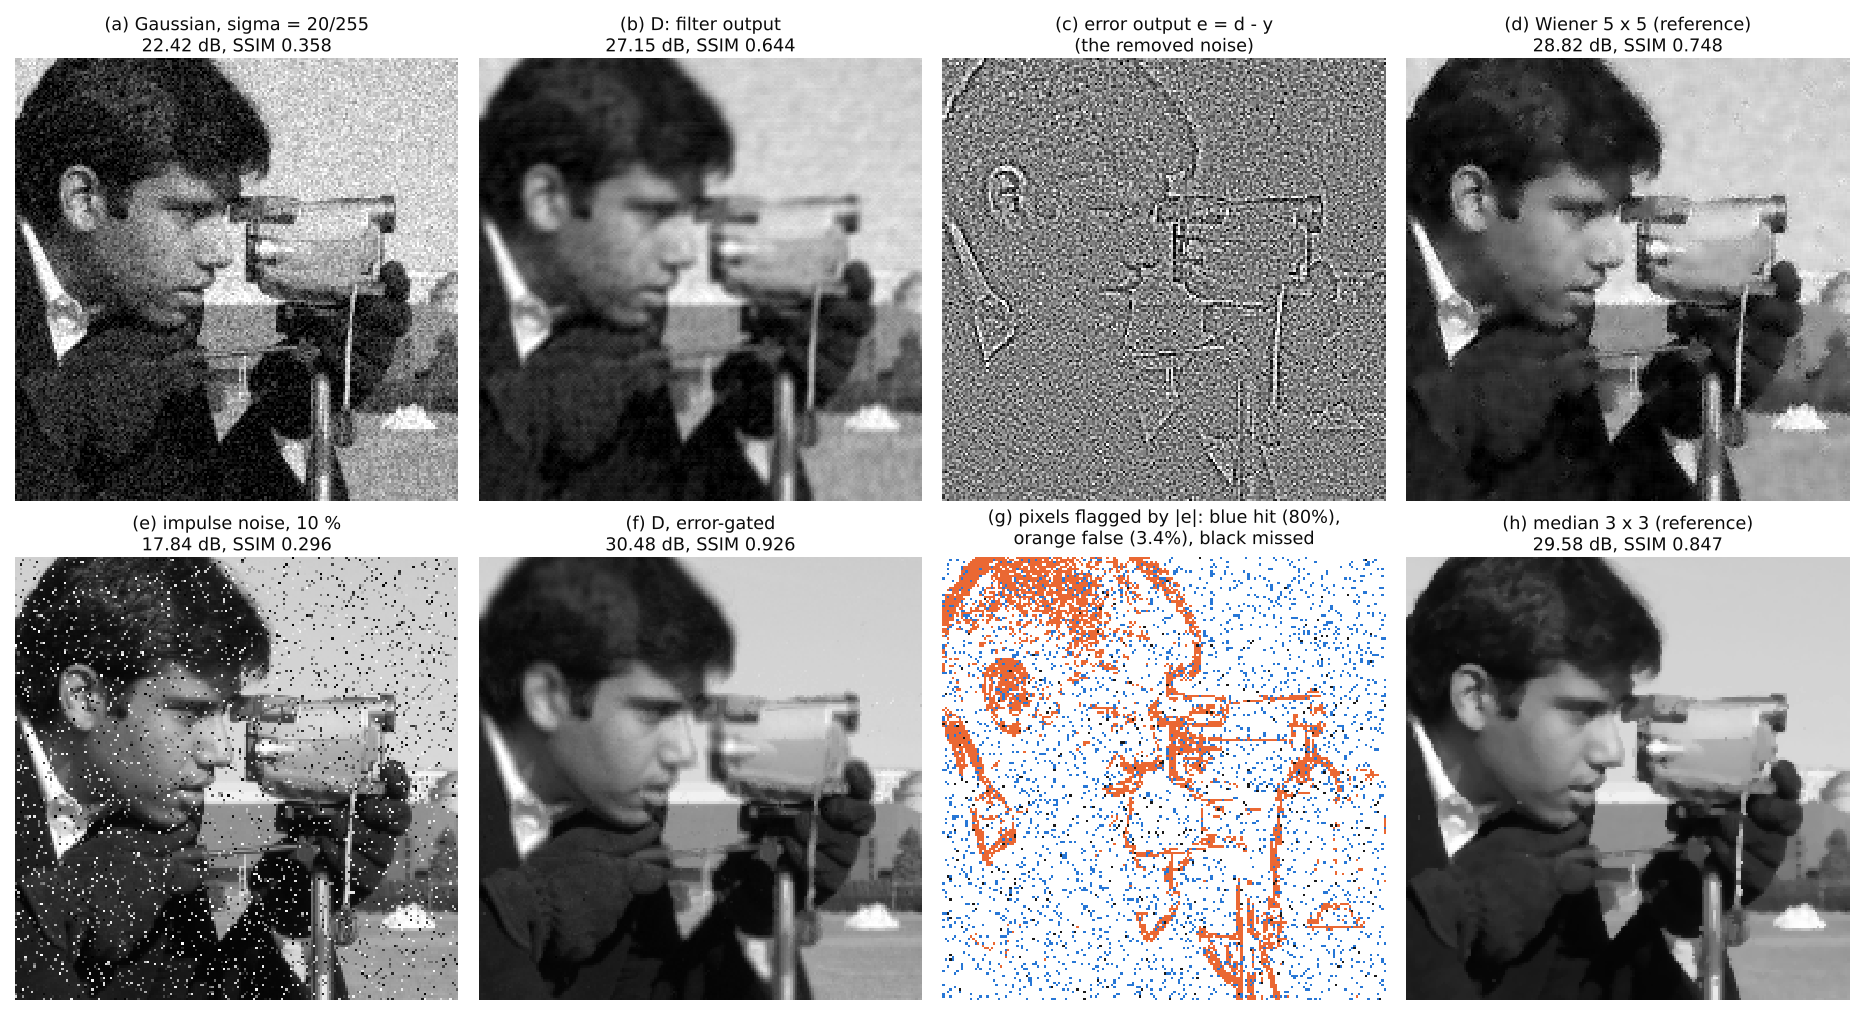 (a) Gaussian, sigma = 20/255
22.42 dB, SSIM 0.358
(b) D: filter output
27.15 dB, SSIM 0.644
(c) error output e = d - y
(the removed noise)
(d) Wiener 5 x 5 (reference)
28.82 dB, SSIM 0.748
(e) impulse noise, 10 %
17.84 dB, SSIM 0.296
(f) D, error-gated
30.48 dB, SSIM 0.926
(g) pixels flagged by |e|: blue hit (80%),
orange false (3.4%), black missed
(h) median 3 x 3 (reference)
29.58 dB, SSIM 0.847